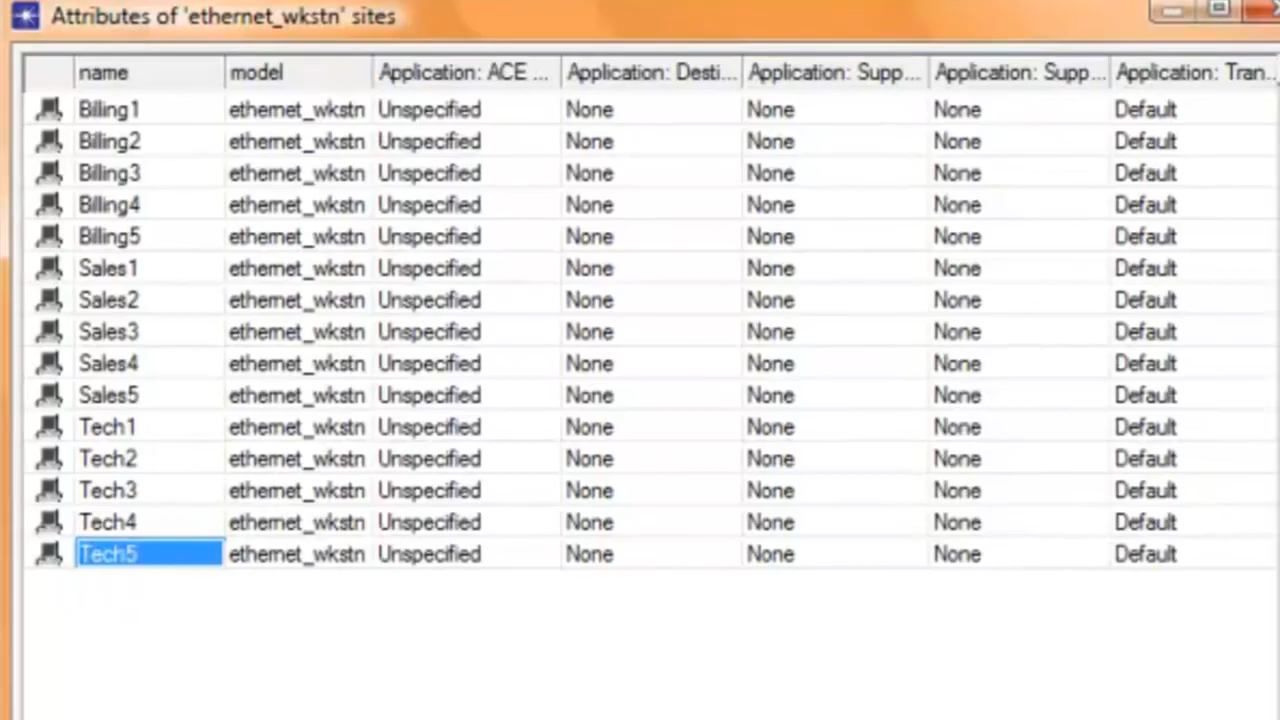 Attributes of 'ethernet_wkstn' sites
name model Application: ACE ... Application: Desti... Application: Supp... Application: Supp... Application: Tran...
Billing1 ethernet_wkstn Unspecified None None None Default
Billing2 ethernet_wkstn Unspecified None None None Default
Billing3 ethernet_wkstn Unspecified None None None Default
Billing4 ethernet_wkstn Unspecified None None None Default
Billing5 ethernet_wkstn Unspecified None None None Default
Sales1 ethernet_wkstn Unspecified None None None Default
Sales2 ethernet_wkstn Unspecified None None None Default
Sales3 ethernet_wkstn Unspecified None None None Default
Sales4 ethernet_wkstn Unspecified None None None Default
Sales5 ethernet_wkstn Unspecified None None None Default
Tech1 ethernet_wkstn Unspecified None None None Default
Tech2 ethernet_wkstn Unspecified None None None Default
Tech3 ethernet_wkstn Unspecified None None None Default
Tech4 ethernet_wkstn Unspecified None None None Default
Tech5 ethernet_wkstn Unspecified None None None Default